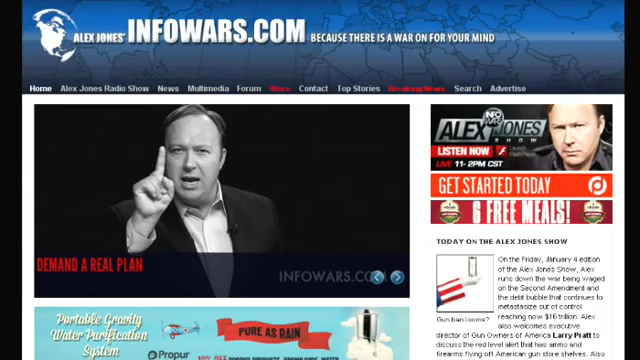 ALEX JONES' INFOWARS.COM BECAUSE THERE IS A WAR ON FOR YOUR MIND
Home Alex Jones Radio Show News Multimedia Forum Store Contact Top Stories Breaking News Search Advertise
DEMAND A REAL PLAN
INFOWARS.CO
Portable Gravity
Water Purification
System
PURE AS RAIN
Propur
INFO
WARS
ALEX JONES
SHOW
LISTEN NOW
LIVE 11-2PM CST
GET STARTED TODAY
6 FREE MEALS!
TODAY ON THE ALEX JONES SHOW
Gun ban looms?
On the Friday, January 4 edition
of the Alex Jones Show, Alex
runs down the war being waged
on the Second Amendment and
the debt bubble that continues to
metastasize out of control
reaching now $16 trillion. Alex
also welcomes executive
director of Gun Owners of America Larry Pratt to
discuss the red level alert that has ammo and
firearms flying off American gun store shelves. Also